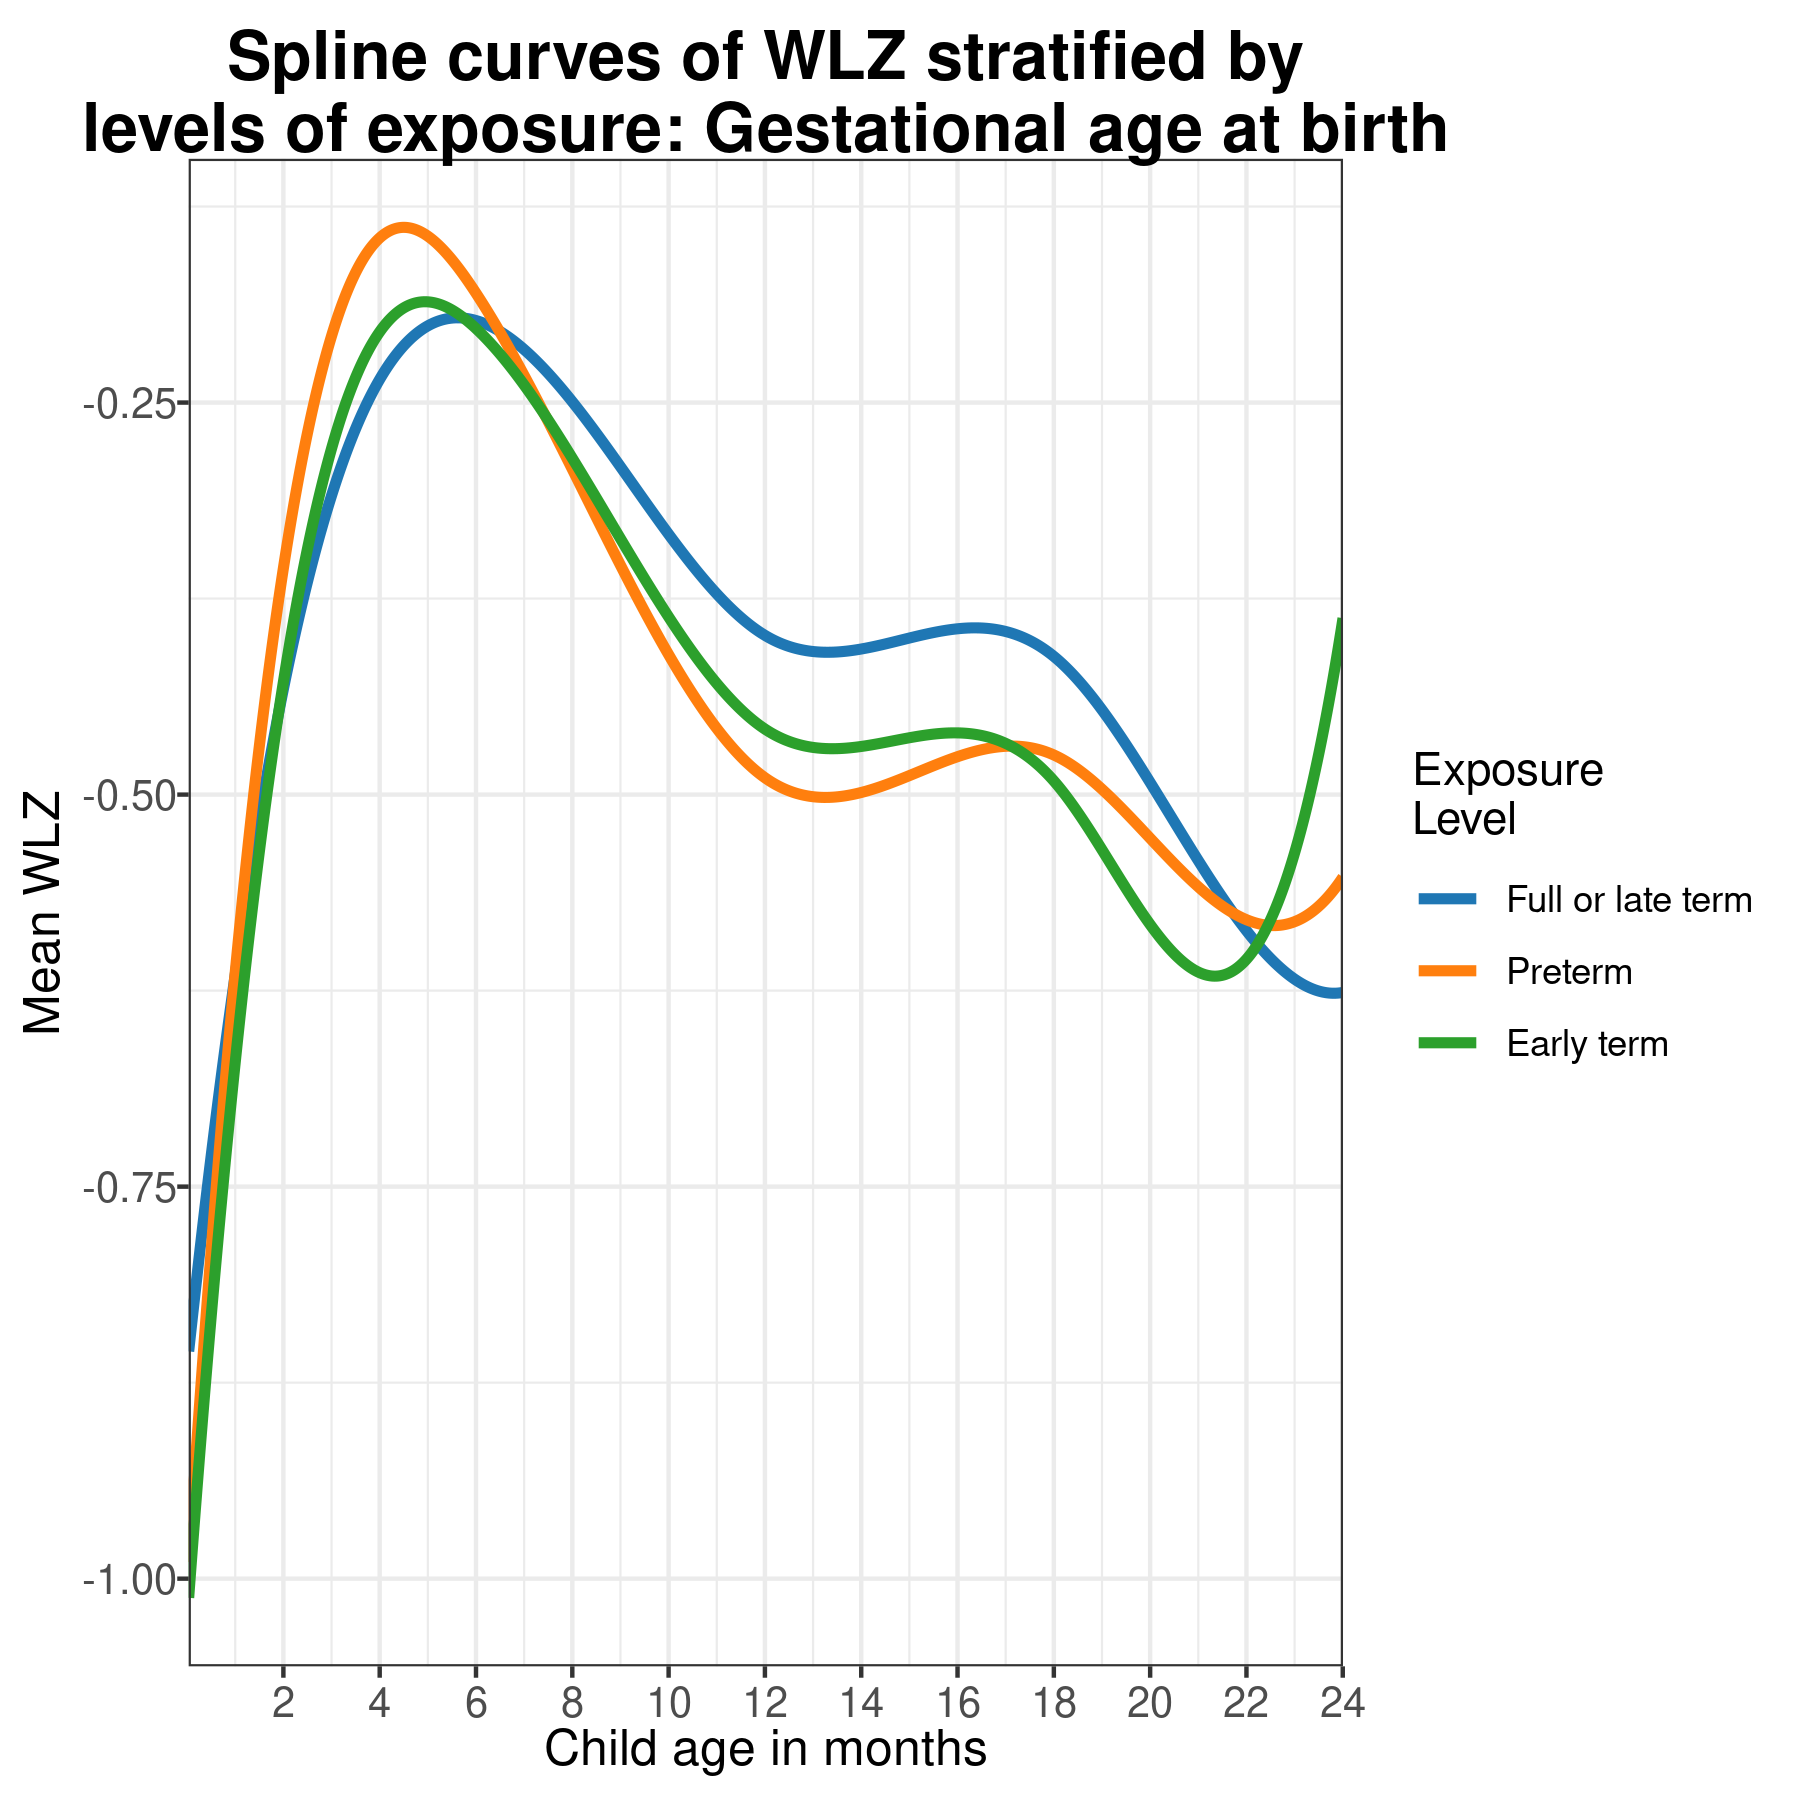 Spline curves of WLZ stratified by
levels of exposure: Gestational age at birth
Mean WLZ
-0.25
-0.50
-0.75
-1.00
2 4 6 8 10 12 14 16 18 20 22 24
Child age in months
Exposure
Level
Full or late term
Preterm
Early term